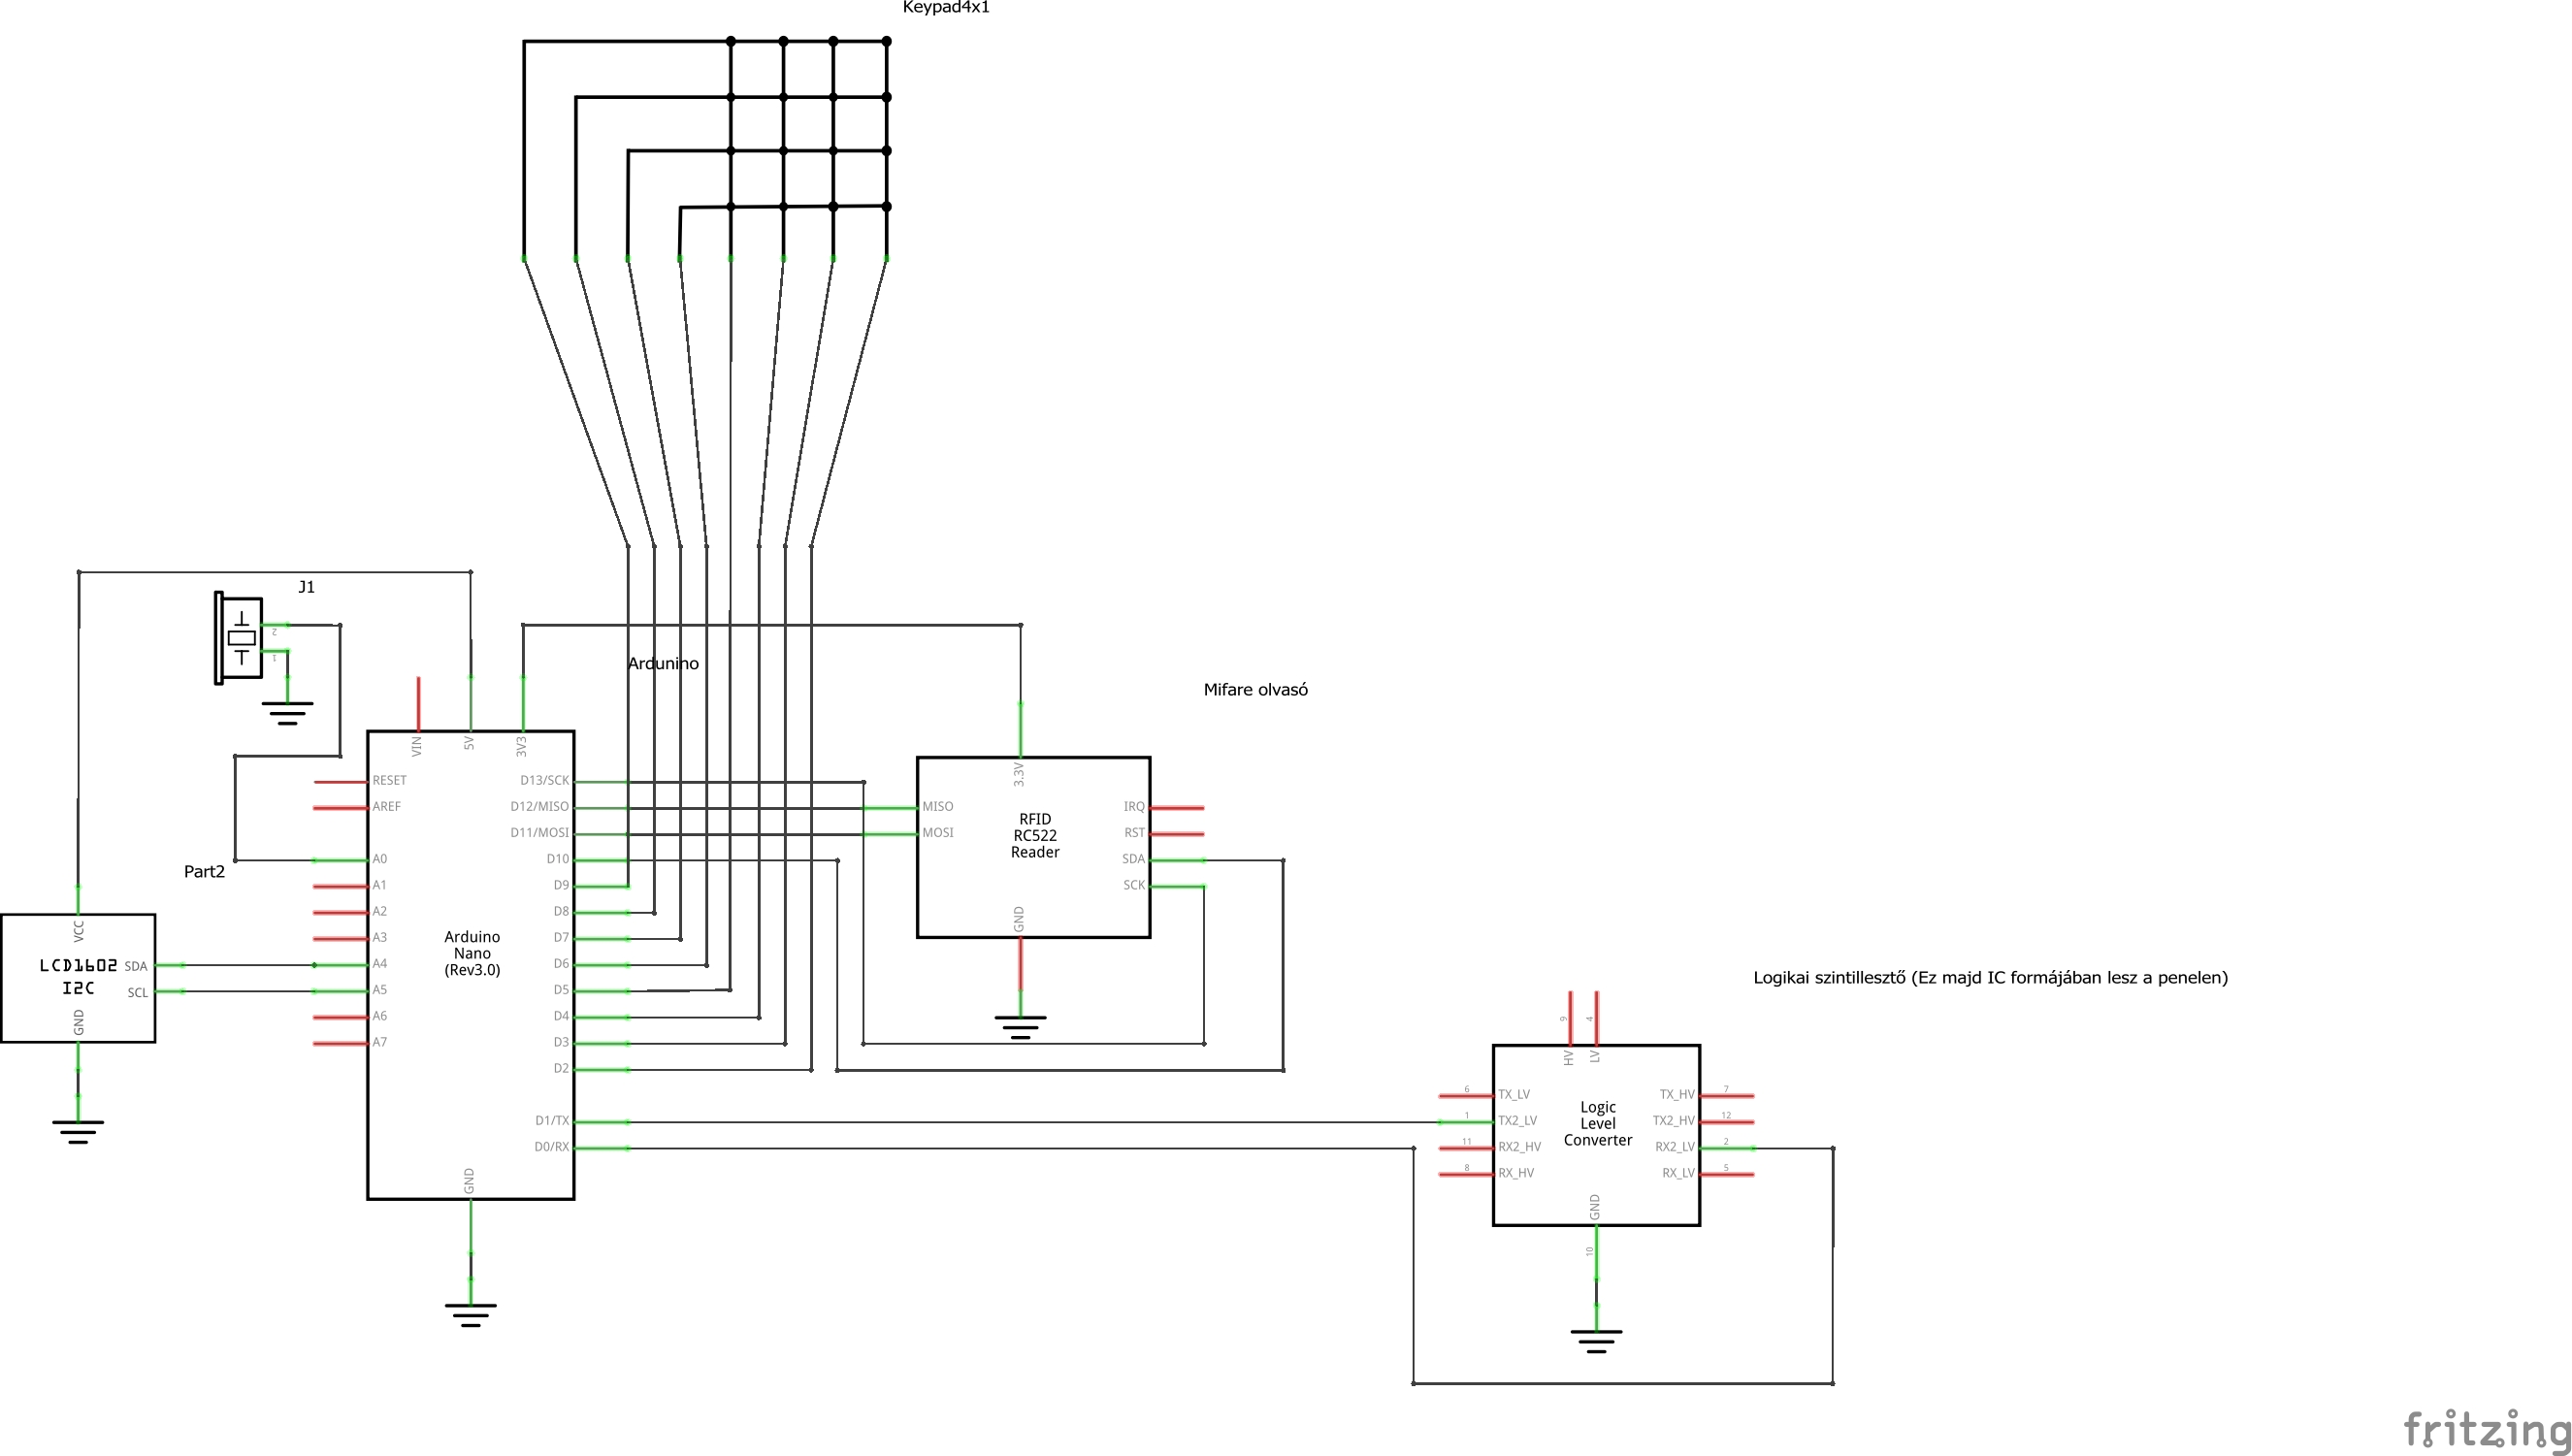 Keypad4x1
J1
2
1
Ardunino
Mifare olvasó
VIN
5V
3V3
RESET
AREF
A0
A1
A2
A3
A4
A5
A6
A7
D13/SCK
D12/MISO
D11/MOSI
D10
D9
D8
D7
D6
D5
D4
D3
D2
D1/TX
D0/RX
GND
Arduino
Nano
(Rev3.0)
Part2
VCC
LCD1602
I2C
SDA
SCL
GND
3.3V
MISO
MOSI
RFID
RC522
Reader
IRQ
RST
SDA
SCK
GND
Logikai szintillesztő (Ez majd IC formájában lesz a penelen)
9
4
HV
LV
6
TX_LV
1
TX2_LV
11
RX2_HV
8
RX_HV
Logic
Level
Converter
TX_HV
7
TX2_HV
12
RX2_LV
2
RX_LV
5
GND
10
fritzing